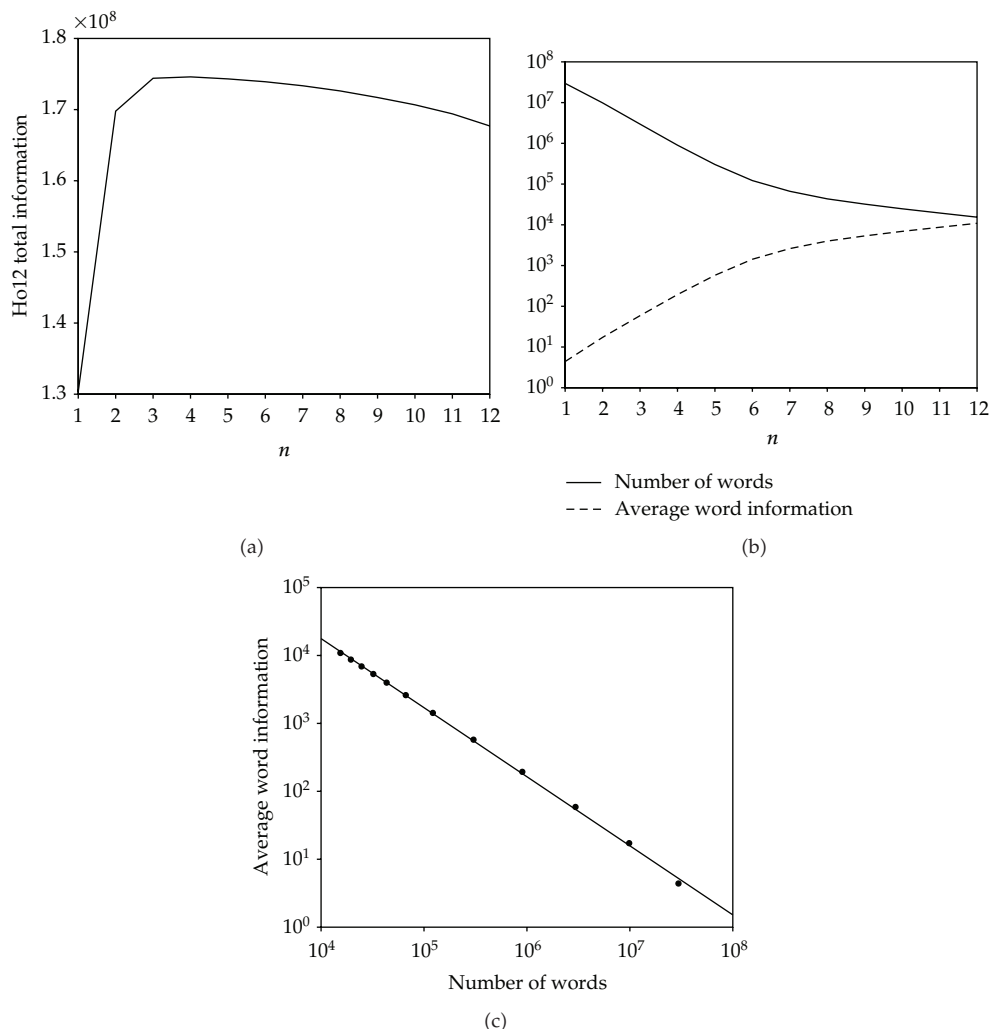 ×10⁸
1.8
1.7
1.6
1.5
1.4
1.3
Ho12 total information
1 2 3 4 5 6 7 8 9 10 11 12
n
(a)
10⁸
10⁷
10⁶
10⁵
10⁴
10³
10²
10¹
10⁰
1 2 3 4 5 6 7 8 9 10 11 12
n
Number of words
Average word information
(b)
10⁵
10⁴
10³
10²
10¹
10⁰
Average word information
10⁴ 10⁵ 10⁶ 10⁷ 10⁸
Number of words
(c)